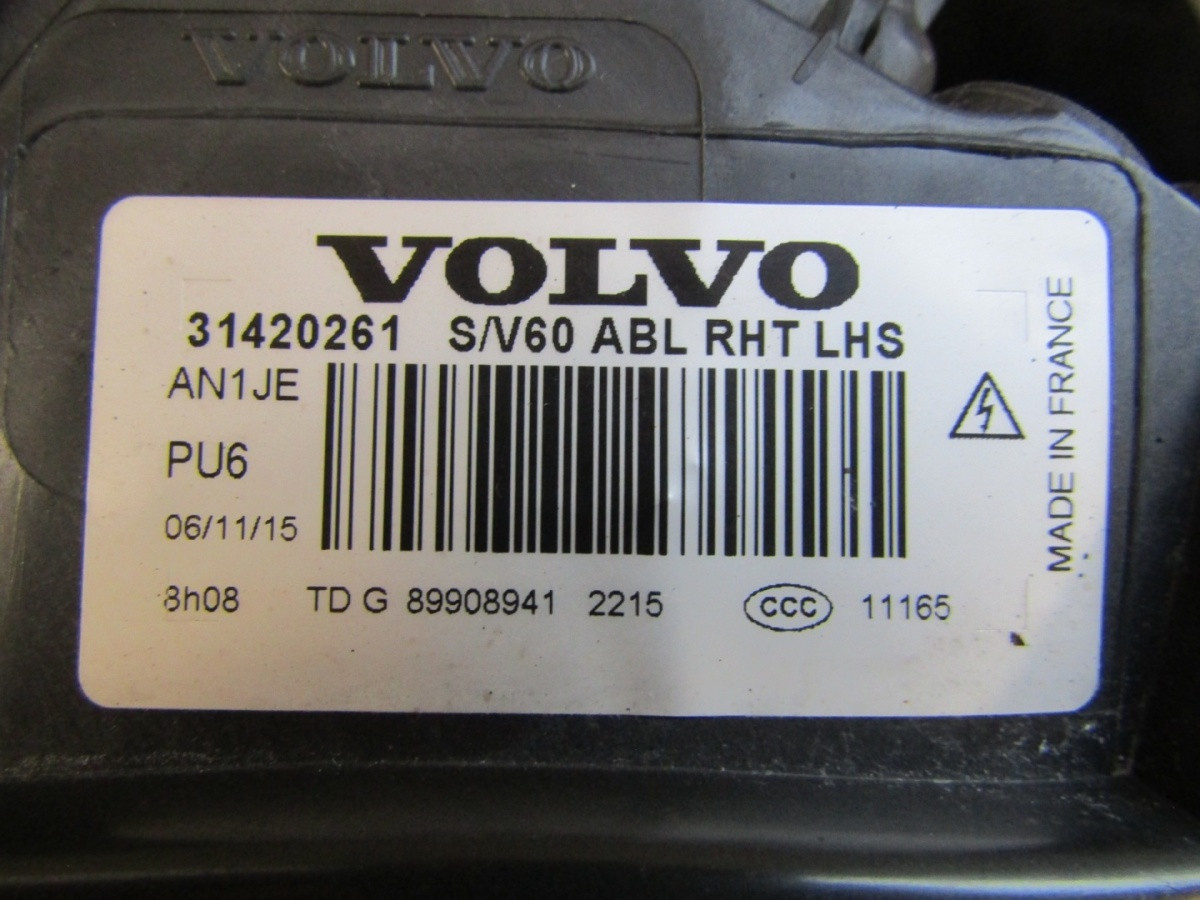 VOLVO
VOLVO
31420261 S/V60 ABL RHT LHS
AN1JE
PU6
06/11/15
8h08 TD G 89908941 2215 CCC 11165
MADE IN FRANCE